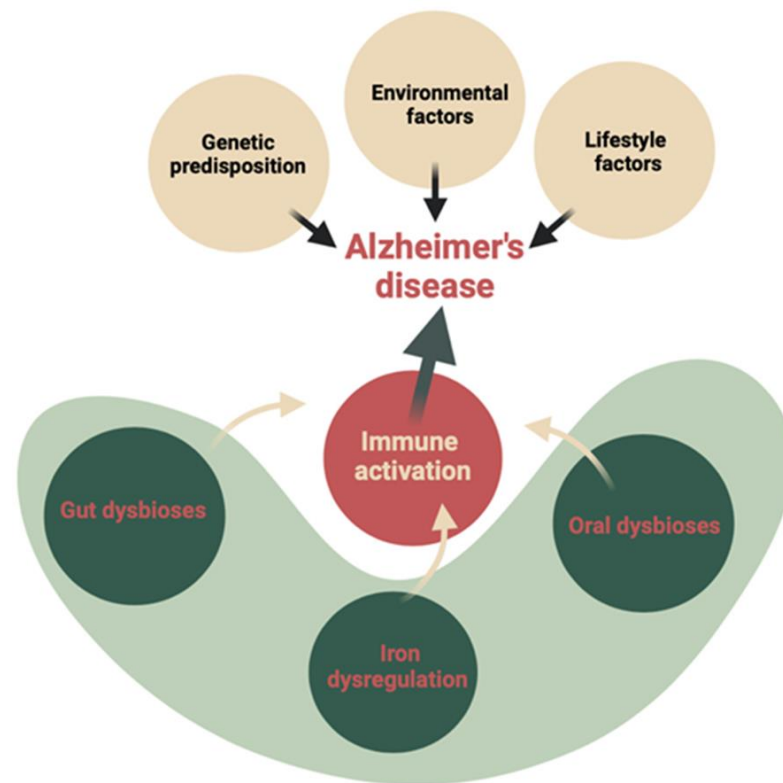 Environmental
factors
Genetic
predisposition
Lifestyle
factors
Alzheimer's
disease
Immune
activation
Gut dysbioses
Oral dysbioses
Iron
dysregulation